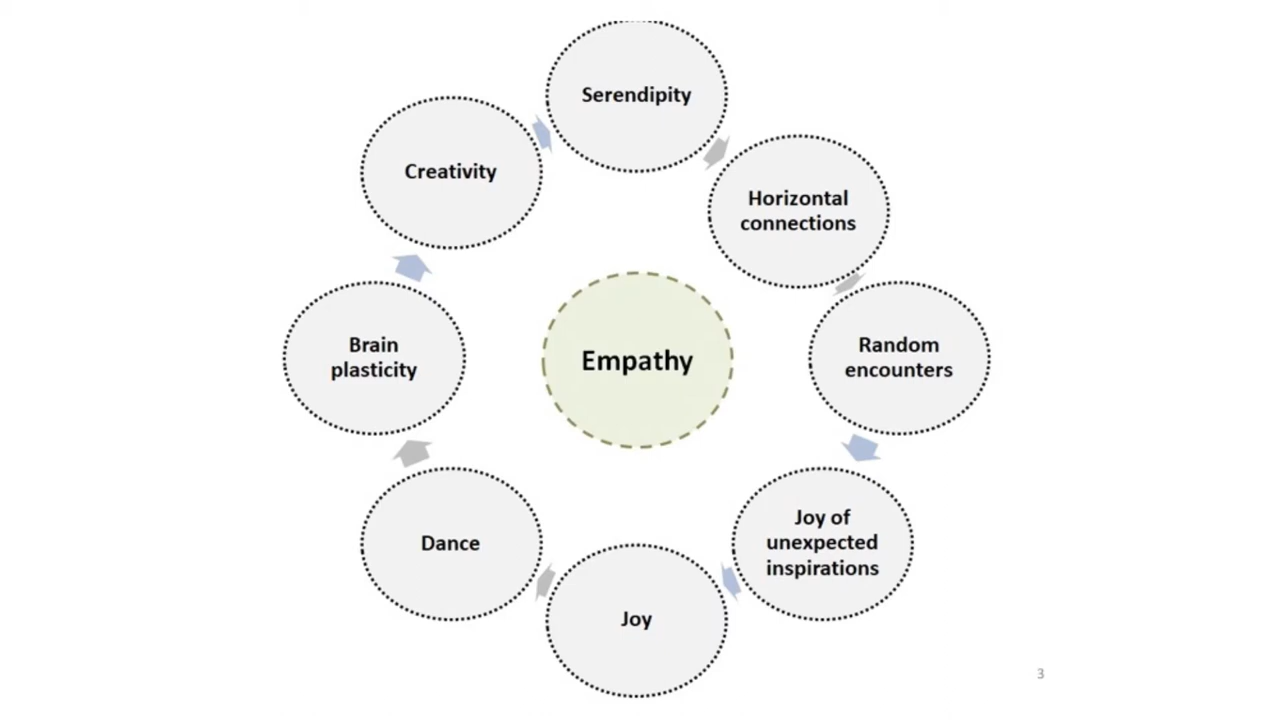 Serendipity
Horizontal
connections
Random
encounters
Joy of
unexpected
inspirations
Joy
Dance
Brain
plasticity
Creativity
Empathy
3